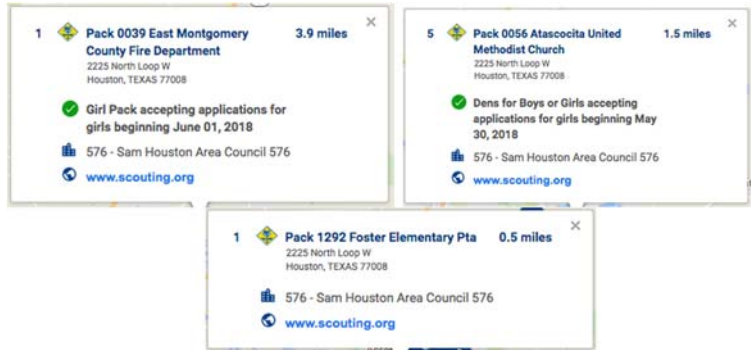 1 Pack 0039 East Montgomery 3.9 miles
County Fire Department
2225 North Loop W
Houston, TEXAS 77008
Girl Pack accepting applications for
girls beginning June 01, 2018
576 - Sam Houston Area Council 576
www.scouting.org
5 Pack 0056 Atascocita United 1.5 miles
Methodist Church
2225 North Loop W
Houston, TEXAS 77008
Dens for Boys or Girls accepting
applications for girls beginning May
30, 2018
576 - Sam Houston Area Council 576
www.scouting.org
1 Pack 1292 Foster Elementary Pta 0.5 miles
2225 North Loop W
Houston, TEXAS 77008
576 - Sam Houston Area Council 576
www.scouting.org